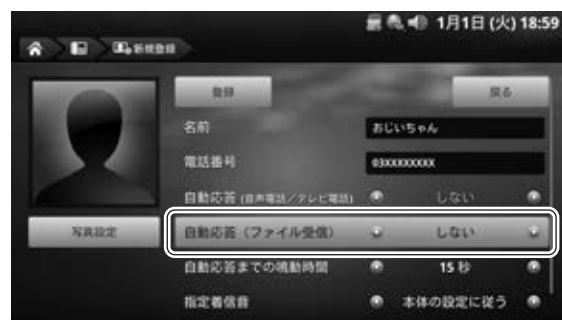 1月1日 (火) 18:59
新規登録
登録
戻る
名前
おじいちゃん
電話番号
03XXXXXXXX
自動応答 (音声電話/テレビ電話)
しない
写真設定
自動応答（ファイル受信）
しない
自動応答までの鳴動時間
15 秒
指定着信音
本体の設定に従う